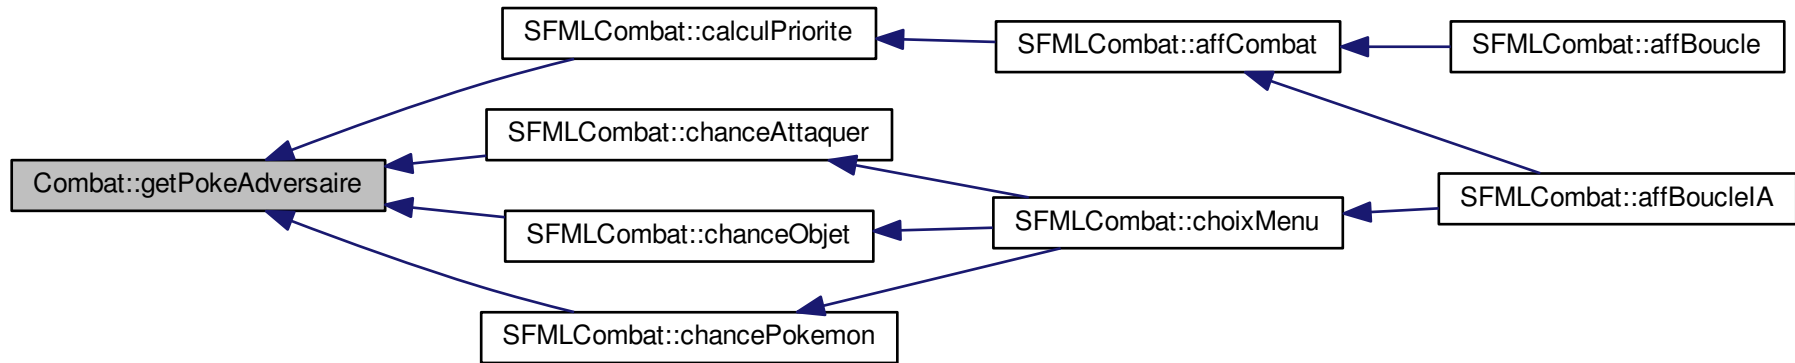 SFMLCombat::calculPriorite
SFMLCombat::affCombat
SFMLCombat::affBoucle
SFMLCombat::chanceAttaquer
Combat::getPokeAdversaire
SFMLCombat::affBoucleIA
SFMLCombat::chanceObjet
SFMLCombat::choixMenu
SFMLCombat::chancePokemon